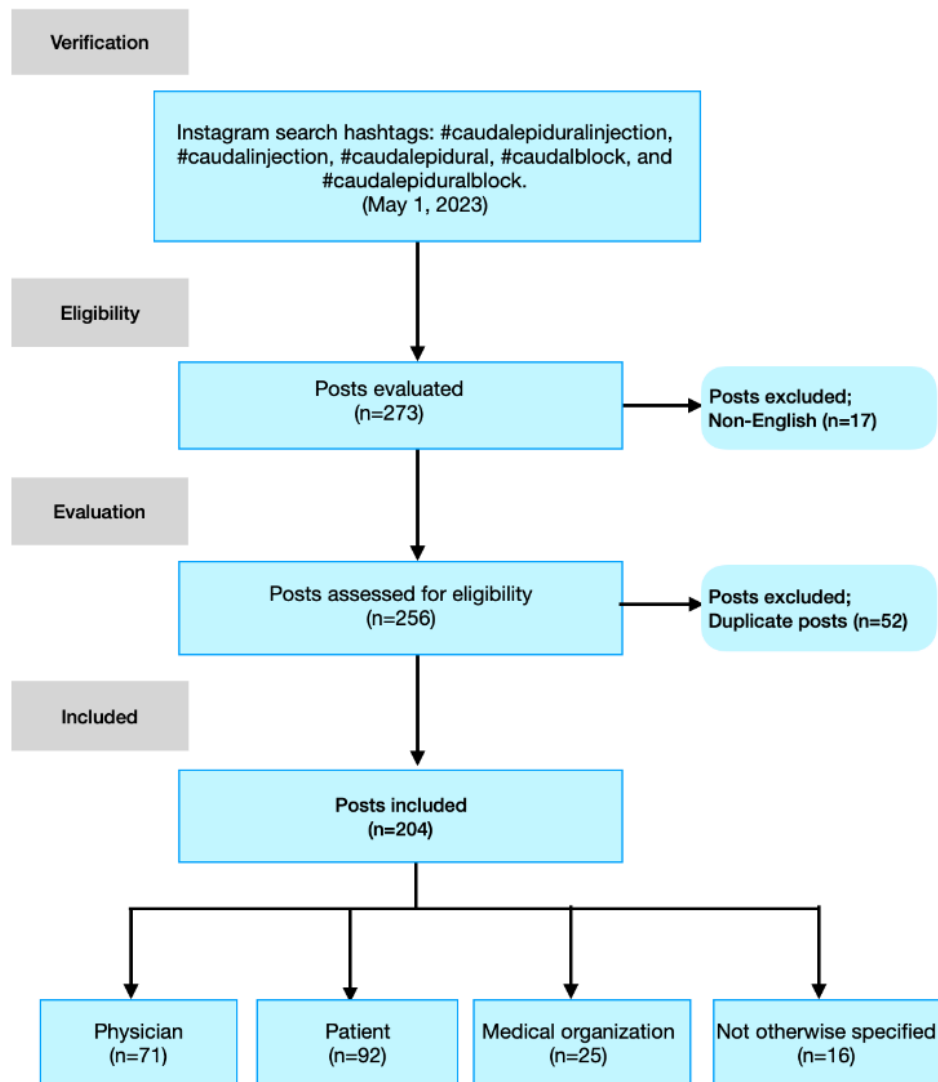 Verification
Instagram search hashtags: #caudalepiduralinjection,
#caudalinjection, #caudalepidural, #caudalblock, and
#caudalepiduralblock.
(May 1, 2023)
Eligibility
Posts evaluated
(n=273)
Posts excluded;
Non-English (n=17)
Evaluation
Posts assessed for eligibility
(n=256)
Posts excluded;
Duplicate posts (n=52)
Included
Posts included
(n=204)
Physician
(n=71)
Patient
(n=92)
Medical organization
(n=25)
Not otherwise specified
(n=16)